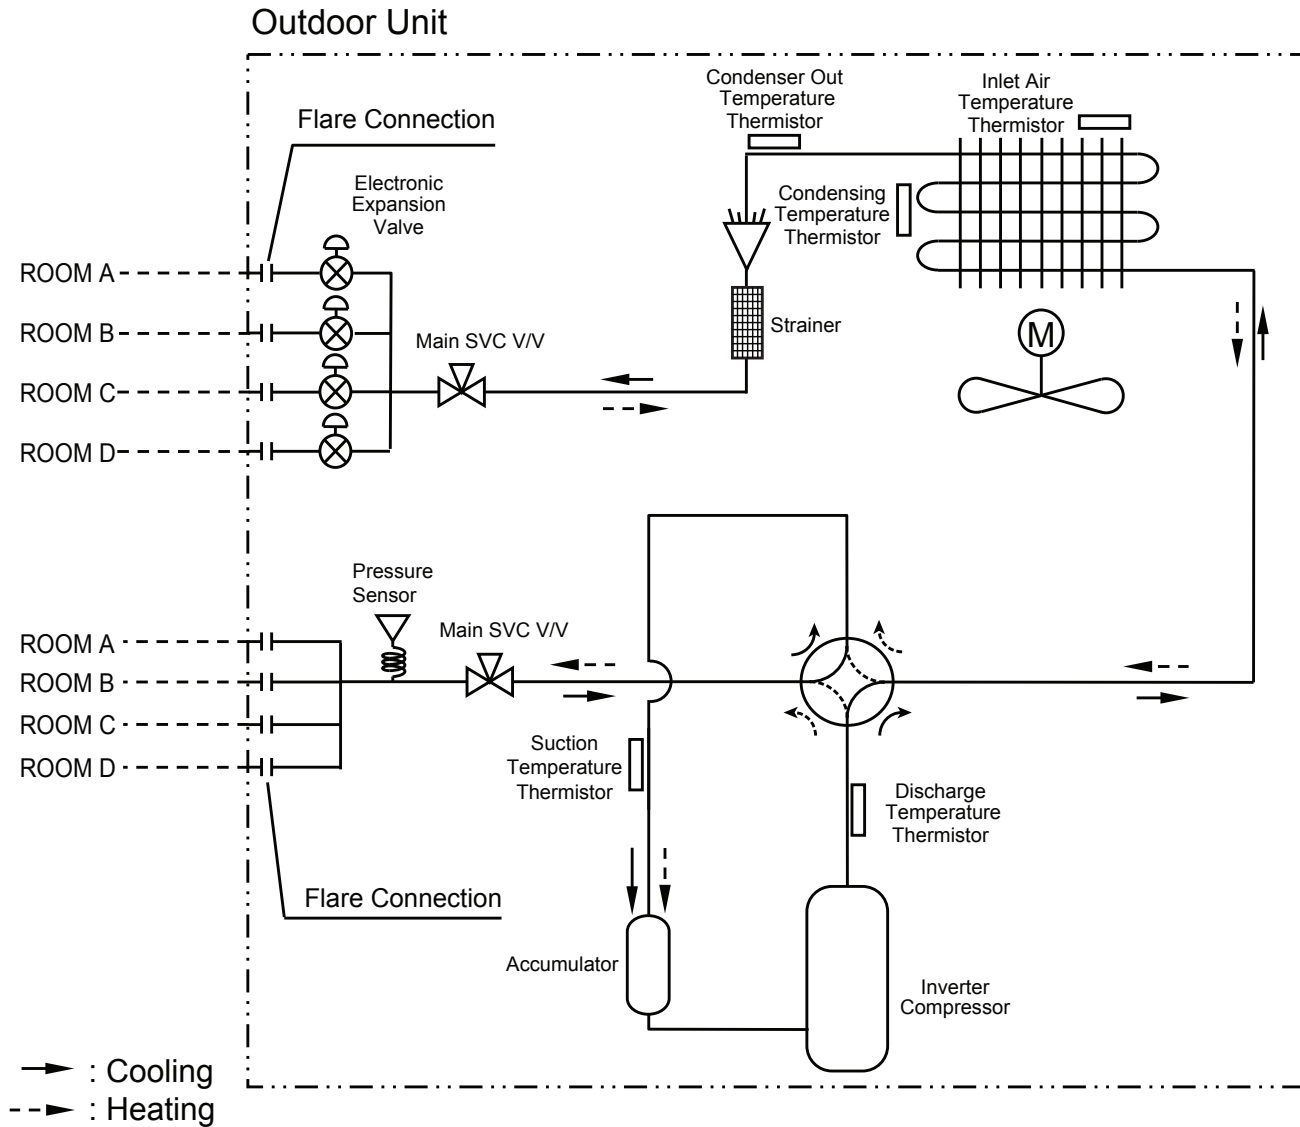 Outdoor Unit
Flare Connection
Condenser Out
Temperature
Thermistor
Inlet Air
Temperature
Thermistor
Electronic
Expansion
Valve
Condensing
Temperature
Thermistor
ROOM A
ROOM B
ROOM C
ROOM D
Main SVC V/V
Strainer
M
Pressure
Sensor
Main SVC V/V
ROOM A
ROOM B
ROOM C
ROOM D
Suction
Temperature
Thermistor
Discharge
Temperature
Thermistor
Flare Connection
Accumulator
Inverter
Compressor
: Cooling
: Heating